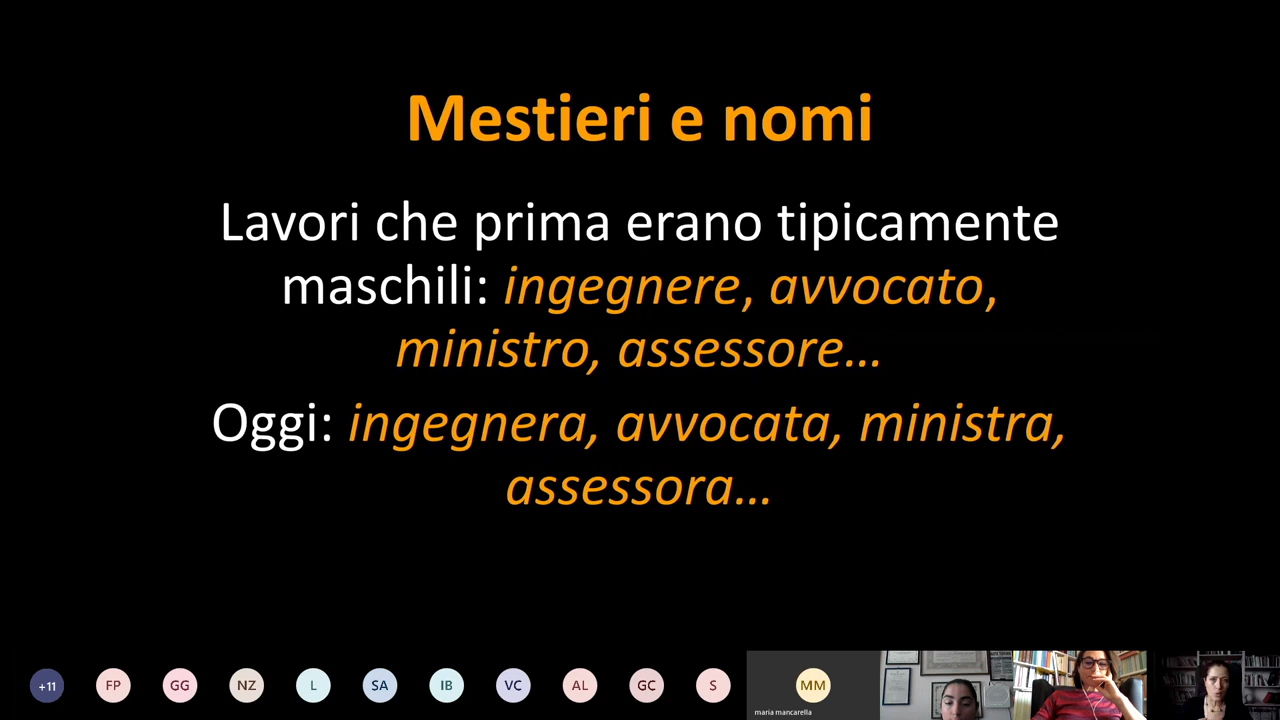 Mestieri e nomi
Lavori che prima erano tipicamente
maschili: ingegnere, avvocato,
ministro, assessore…
Oggi: ingegnera, avvocata, ministra,
assessora…
+11 FP GG NZ L SA IB VC AL GC S MM
maria mancarella